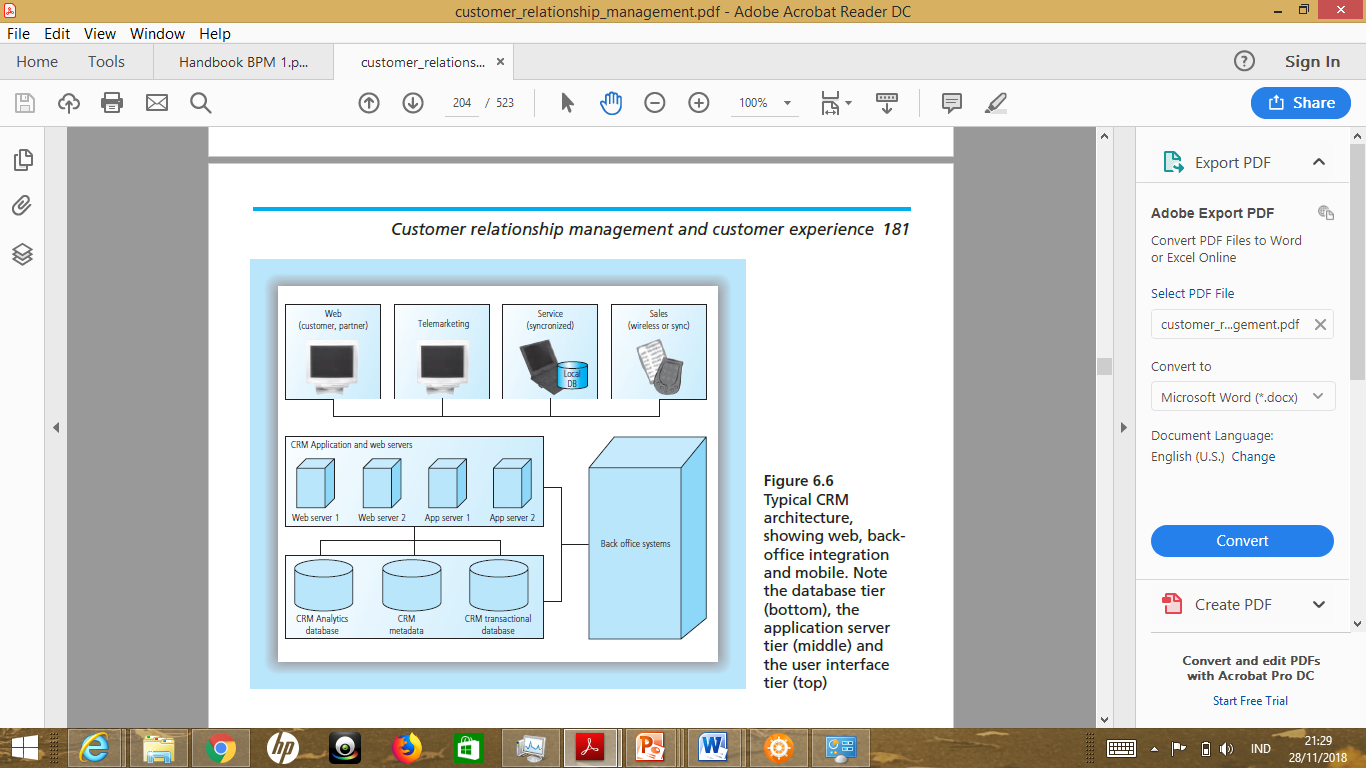 customer_relationship_management.pdf - Adobe Acrobat Reader DC
File Edit View Window Help
Home Tools Handbook BPM 1.p... customer_relations... × Sign In
204 / 523 100% Share
Customer relationship management and customer experience 181
Web
(customer, partner)
Telemarketing
Service
(syncronized)
Local
DB
Sales
(wireless or sync)
CRM Application and web servers
Web server 1 Web server 2 App server 1 App server 2
Back office systems
CRM Analytics
database
CRM
metadata
CRM transactional
database
Figure 6.6
Typical CRM
architecture,
showing web, back-
office integration
and mobile. Note
the database tier
(bottom), the
application server
tier (middle) and
the user interface
tier (top)
Export PDF
Adobe Export PDF
Convert PDF Files to Word
or Excel Online
Select PDF File
customer_r...gement.pdf
Convert to
Microsoft Word (*.docx)
Document Language:
English (U.S.) Change
Convert
Create PDF
Convert and edit PDFs
with Acrobat Pro DC
Start Free Trial
IND
21:29
28/11/2018